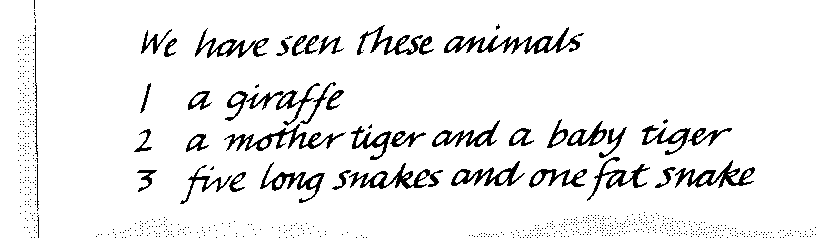 We have seen these animals
1 a giraffe
2 a mother tiger and a baby tiger
3 five long snakes and one fat snake